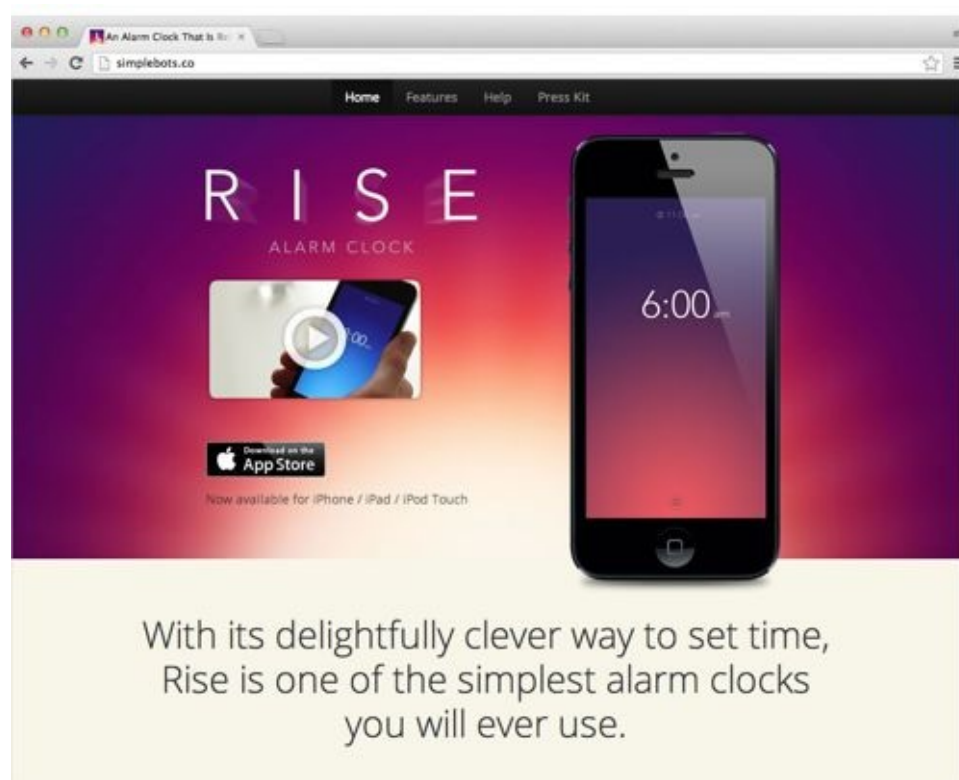 An Alarm Clock That Is
simplebots.co
Home Features Help Press Kit
RISE
ALARM CLOCK
6:00 am
Download on the
App Store
Now available for iPhone / iPad / iPod Touch
With its delightfully clever way to set time,
Rise is one of the simplest alarm clocks
you will ever use.